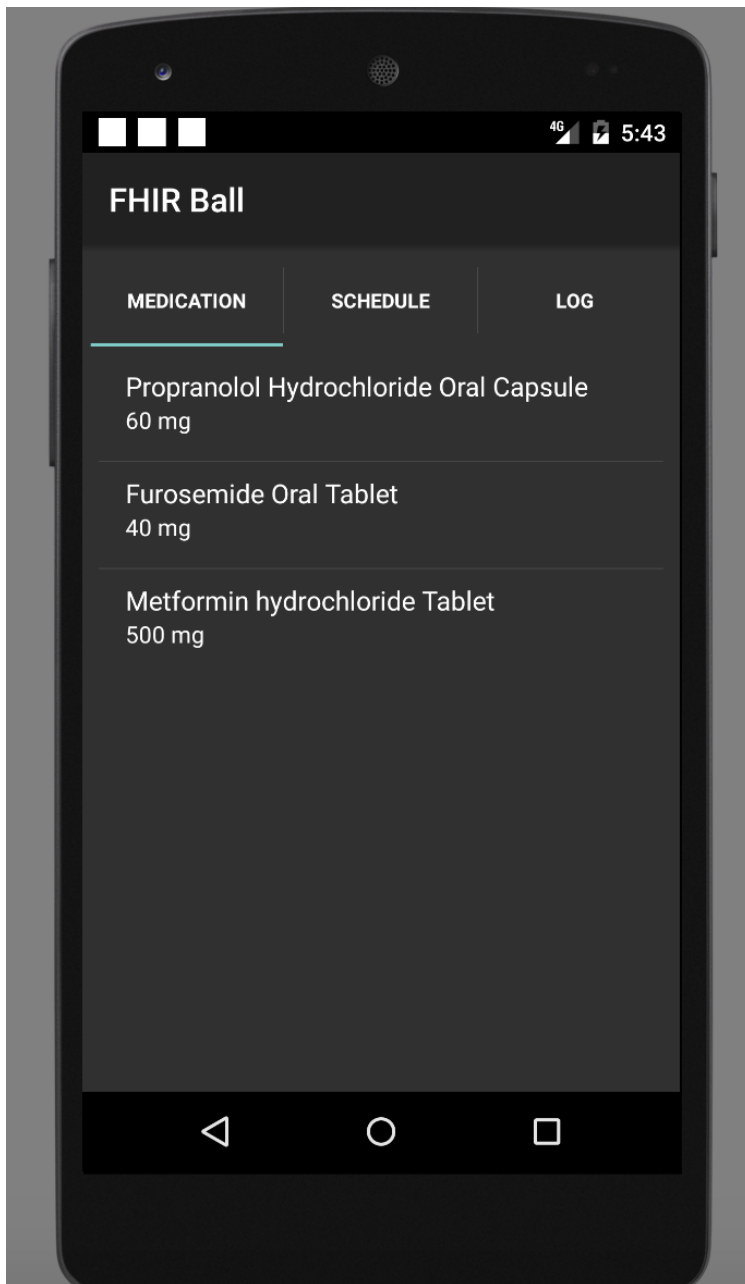 4G 5:43
FHIR Ball
MEDICATION SCHEDULE LOG
Propranolol Hydrochloride Oral Capsule
60 mg
Furosemide Oral Tablet
40 mg
Metformin hydrochloride Tablet
500 mg